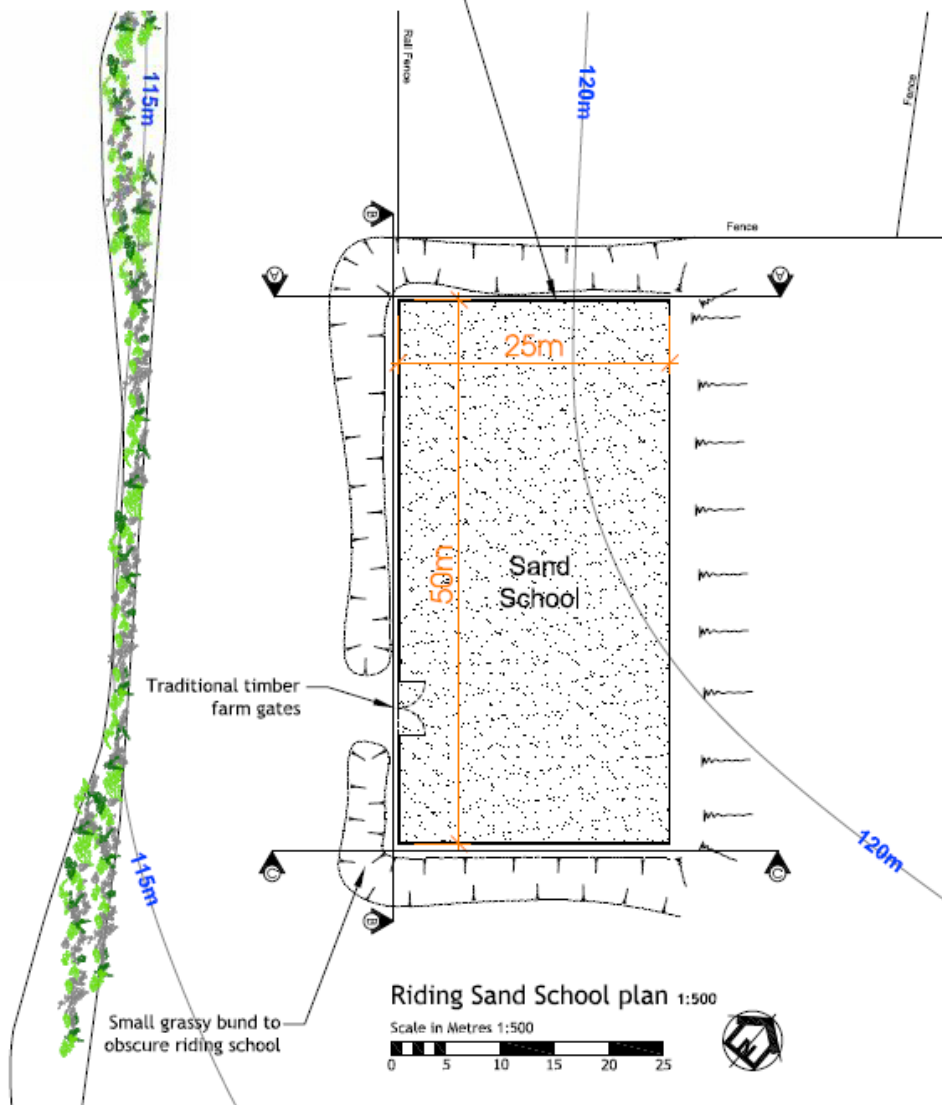 Rail Fence
120m
115m
Fence
B
Fence
A
A
25m
50m
Sand
School
Traditional timber
farm gates
120m
115m
C
C
B
Small grassy bund to
obscure riding school
Riding Sand School plan 1:500
Scale in Metres 1:500
0 5 10 15 20 25
N